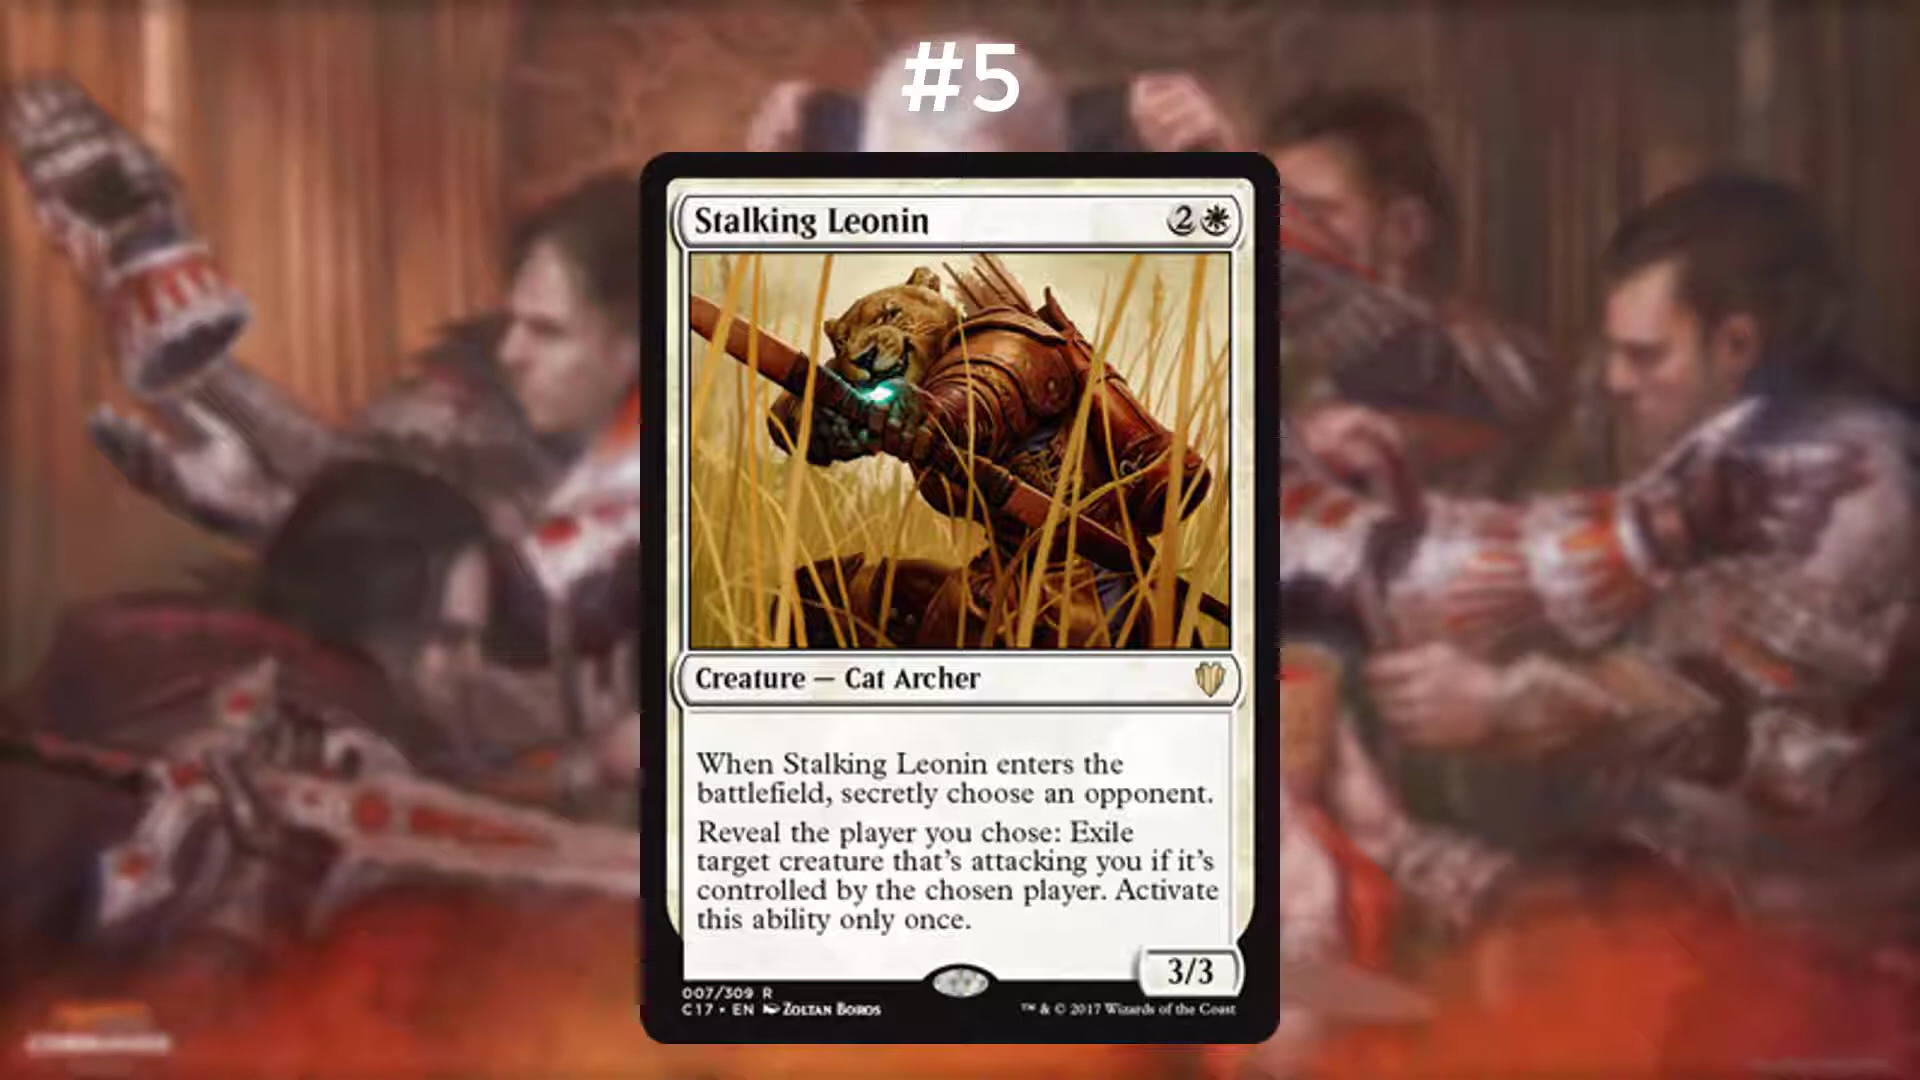 #5
Stalking Leonin 2
Creature — Cat Archer
When Stalking Leonin enters the
battlefield, secretly choose an opponent.
Reveal the player you chose: Exile
target creature that's attacking you if it's
controlled by the chosen player. Activate
this ability only once.
3/3
007/309 R
C17 • EN Zoltan Boros
™ & © 2017 Wizards of the Coast